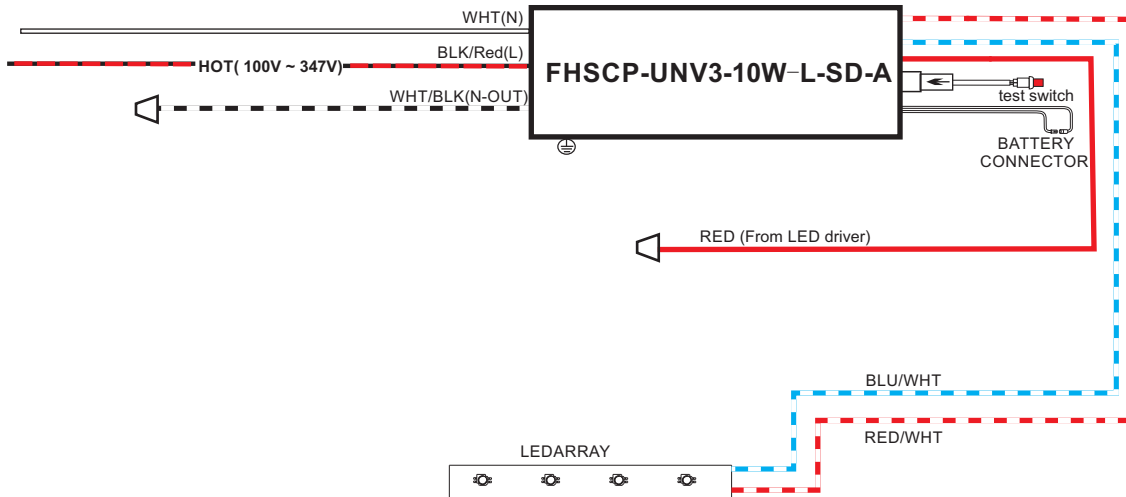 WHT(N)
BLK/Red(L)
HOT( 100V ~ 347V)
WHT/BLK(N-OUT)
FHSCP-UNV3-10W-L-SD-A
test switch
BATTERY
CONNECTOR
RED (From LED driver)
BLU/WHT
RED/WHT
LEDARRAY